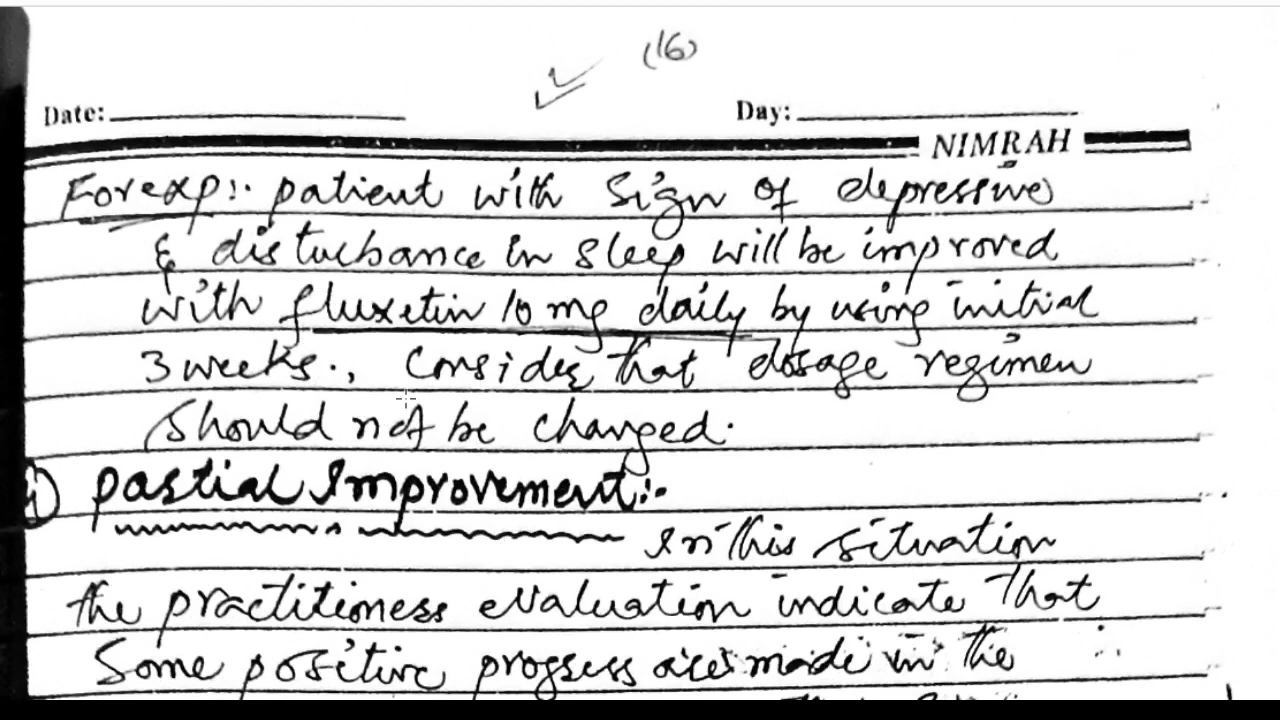 (16)
Date: Day:
NIMRAH
For exp:. patient with Sign of depressive
& disturbance in sleep will be improved
with fluxetin 10 mg daily by using initial
3 weeks., Consider that dosage regimen
should not be changed.
i) partial Improvement:.
In this situation
the practitioness evaluation indicate that
Some positive progress are made in the